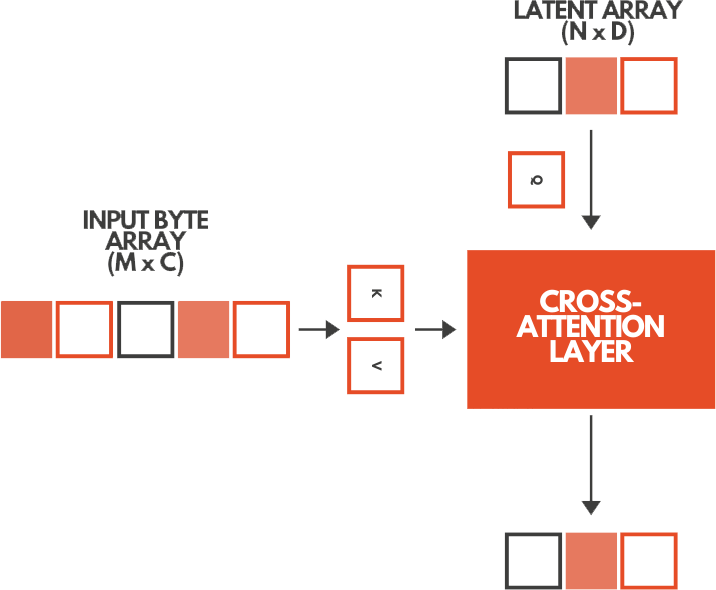 LATENT ARRAY
(N x D)
Q
INPUT BYTE
ARRAY
(M x C)
K
V
CROSS-
ATTENTION
LAYER